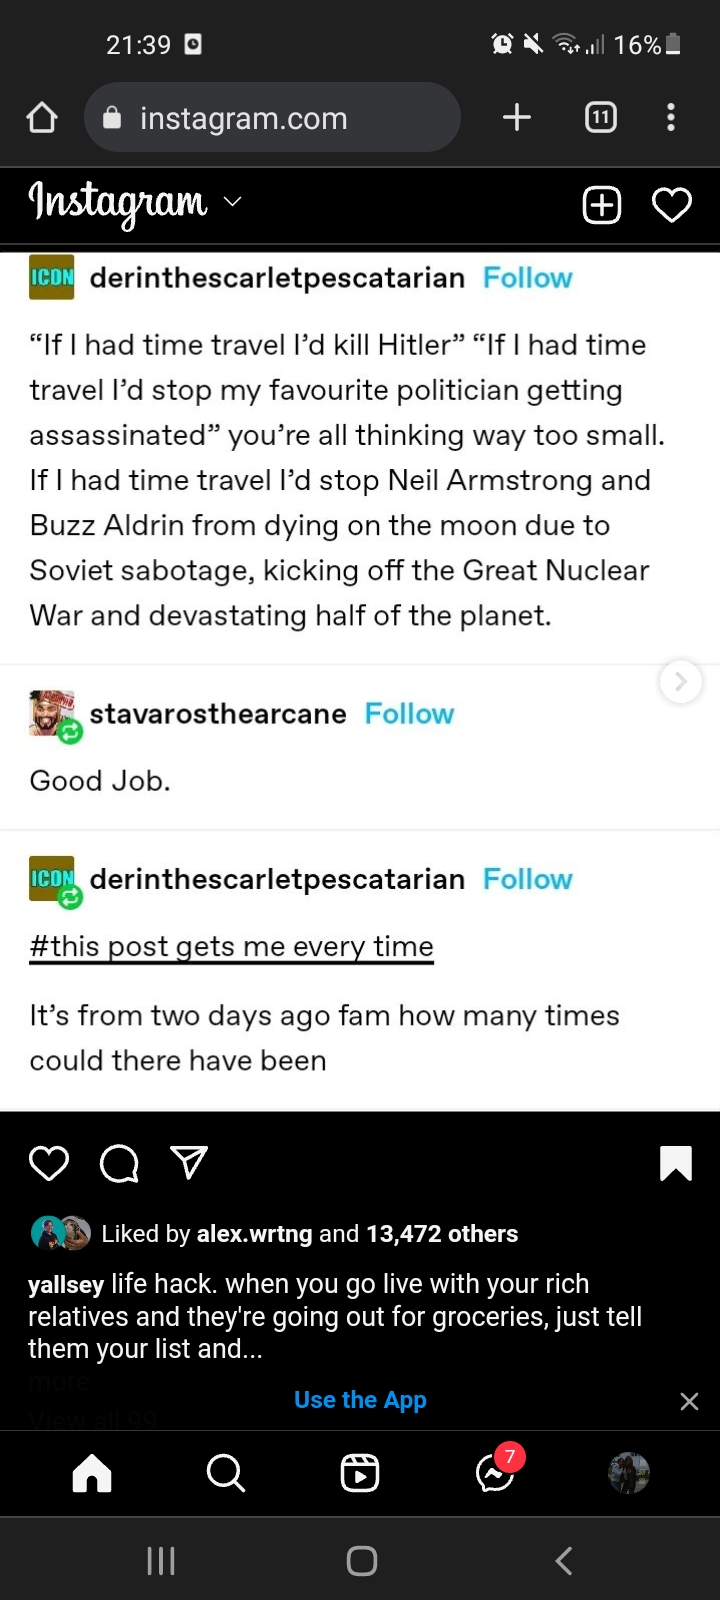 21:39
16%
instagram.com
11
Instagram
ICON derinthescarletpescatarian Follow
“If I had time travel I’d kill Hitler” “If I had time
travel I’d stop my favourite politician getting
assassinated” you’re all thinking way too small.
If I had time travel I’d stop Neil Armstrong and
Buzz Aldrin from dying on the moon due to
Soviet sabotage, kicking off the Great Nuclear
War and devastating half of the planet.
stavarosthearcane Follow
Good Job.
ICON derinthescarletpescatarian Follow
#this post gets me every time
It’s from two days ago fam how many times
could there have been
Liked by alex.wrtng and 13,472 others
yallsey life hack. when you go live with your rich
relatives and they're going out for groceries, just tell
them your list and...
more
View all 99
Use the App
7